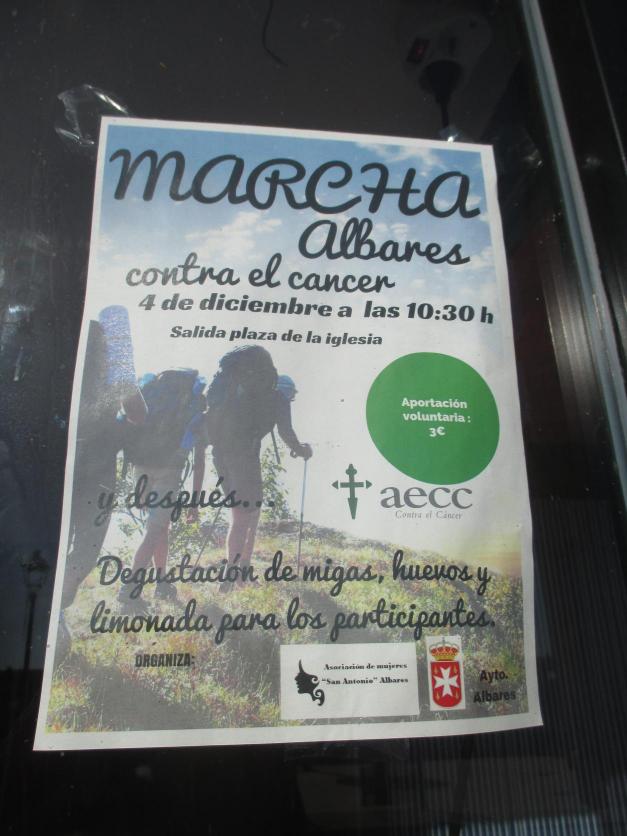 MARCHA
Albares
contra el cancer
4 de diciembre a las 10:30 h
Salida plaza de la iglesia
Aportación
voluntaria :
3€
y después...
aecc
Contra el Cáncer
Degustación de migas, huevos y
limonada para los participantes.
ORGANIZA:
Asociación de mujeres
"San Antonio" Albares
Ayto.
Albares